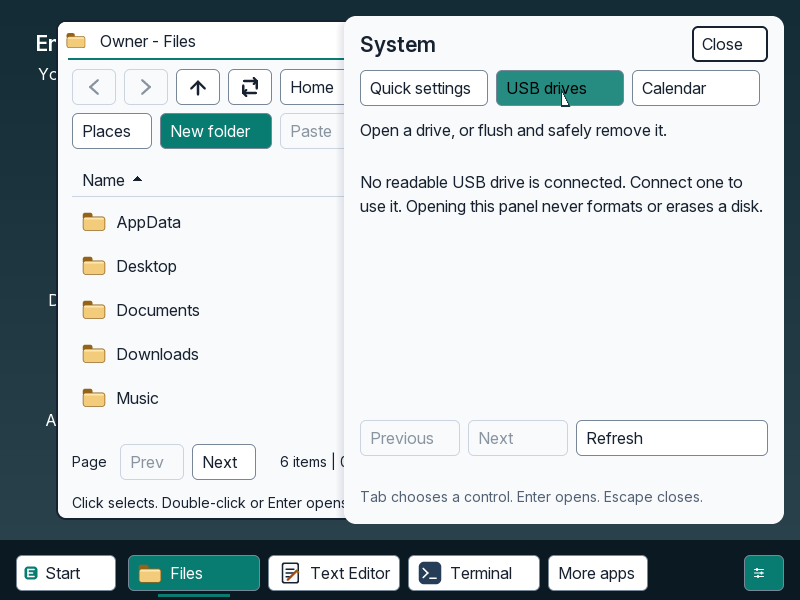 En
Yo
D
A
Owner - Files
Home
Places
New folder
Paste
Name
AppData
Desktop
Documents
Downloads
Music
Page
Prev
Next
6 items |
Click selects. Double-click or Enter opens
System
Close
Quick settings
USB drives
Calendar
Open a drive, or flush and safely remove it.
No readable USB drive is connected. Connect one to
use it. Opening this panel never formats or erases a disk.
Previous
Next
Refresh
Tab chooses a control. Enter opens. Escape closes.
E
Start
Files
Text Editor
Terminal
More apps